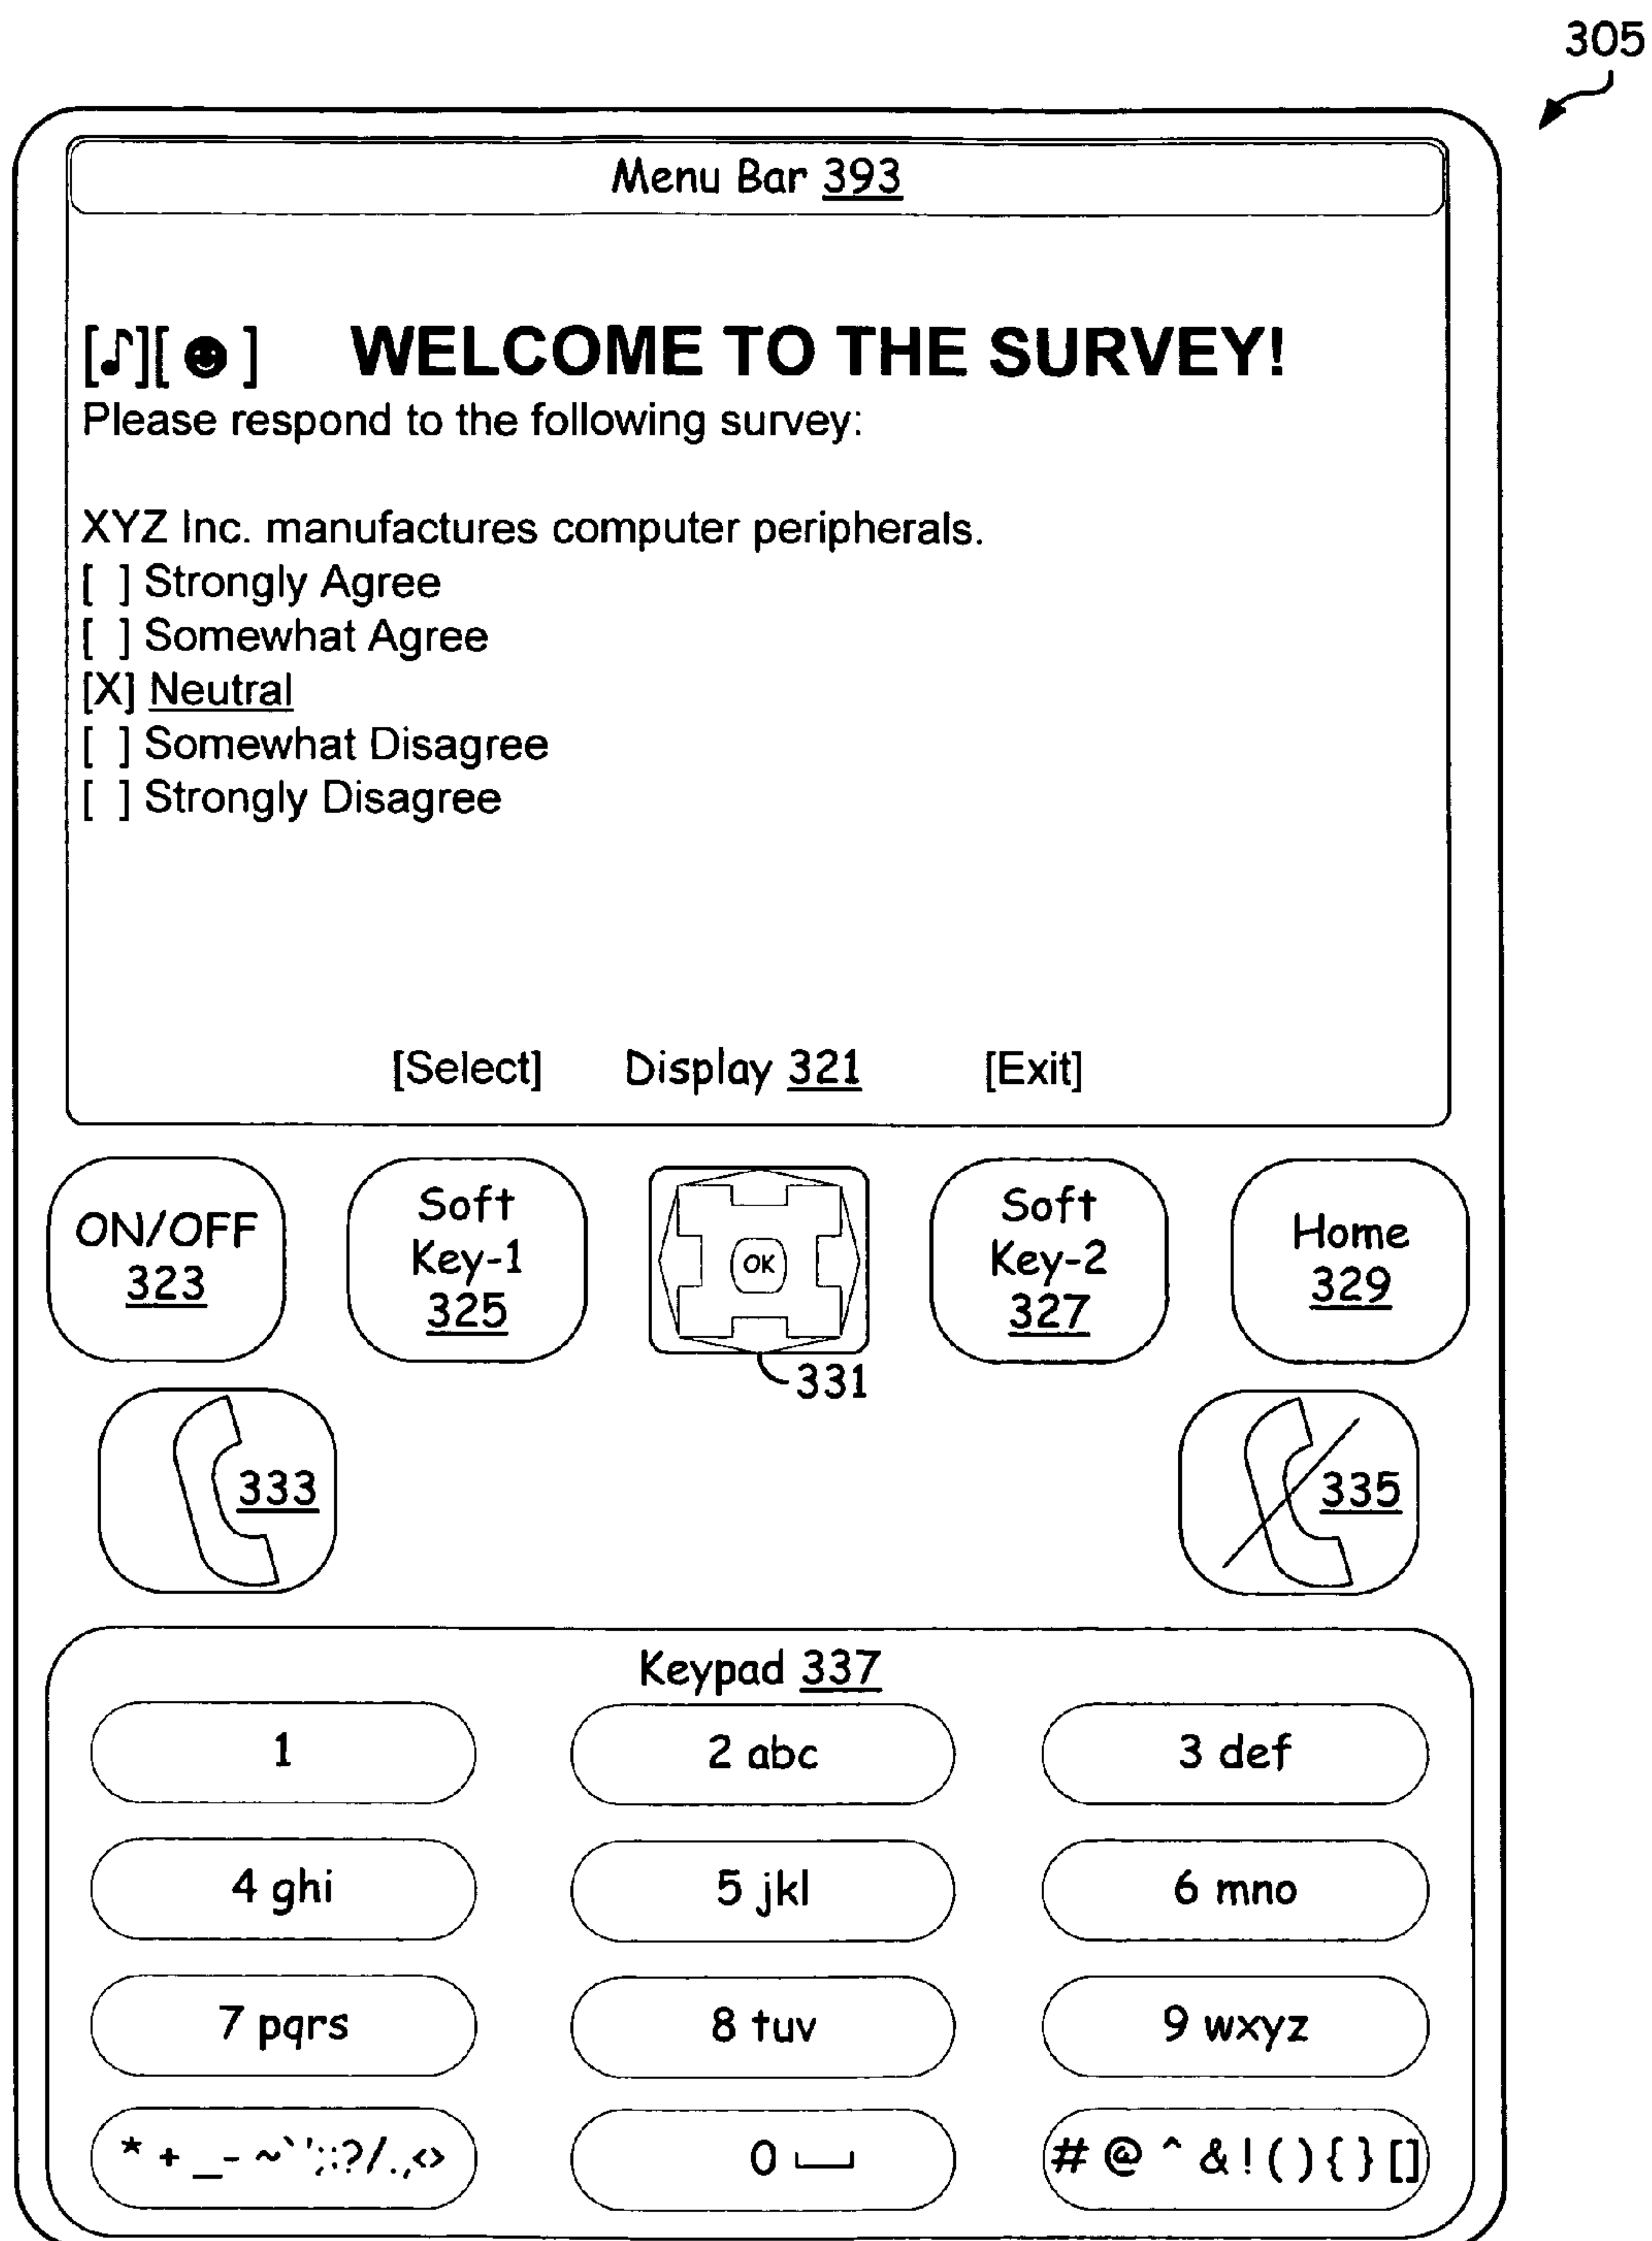 305
Menu Bar 393
[♪][☻] WELCOME TO THE SURVEY!
Please respond to the following survey:
XYZ Inc. manufactures computer peripherals.
[ ] Strongly Agree
[ ] Somewhat Agree
[X] Neutral
[ ] Somewhat Disagree
[ ] Strongly Disagree
[Select] Display 321 [Exit]
ON/OFF
323
Soft
Key-1
325
OK
331
Soft
Key-2
327
Home
329
333
335
Keypad 337
1
2 abc
3 def
4 ghi
5 jkl
6 mno
7 pqrs
8 tuv
9 wxyz
* + _ - ~ ` ' ; : ? / . , < >
0 ⎵
# @ ^ & ! ( ) { } [ ]